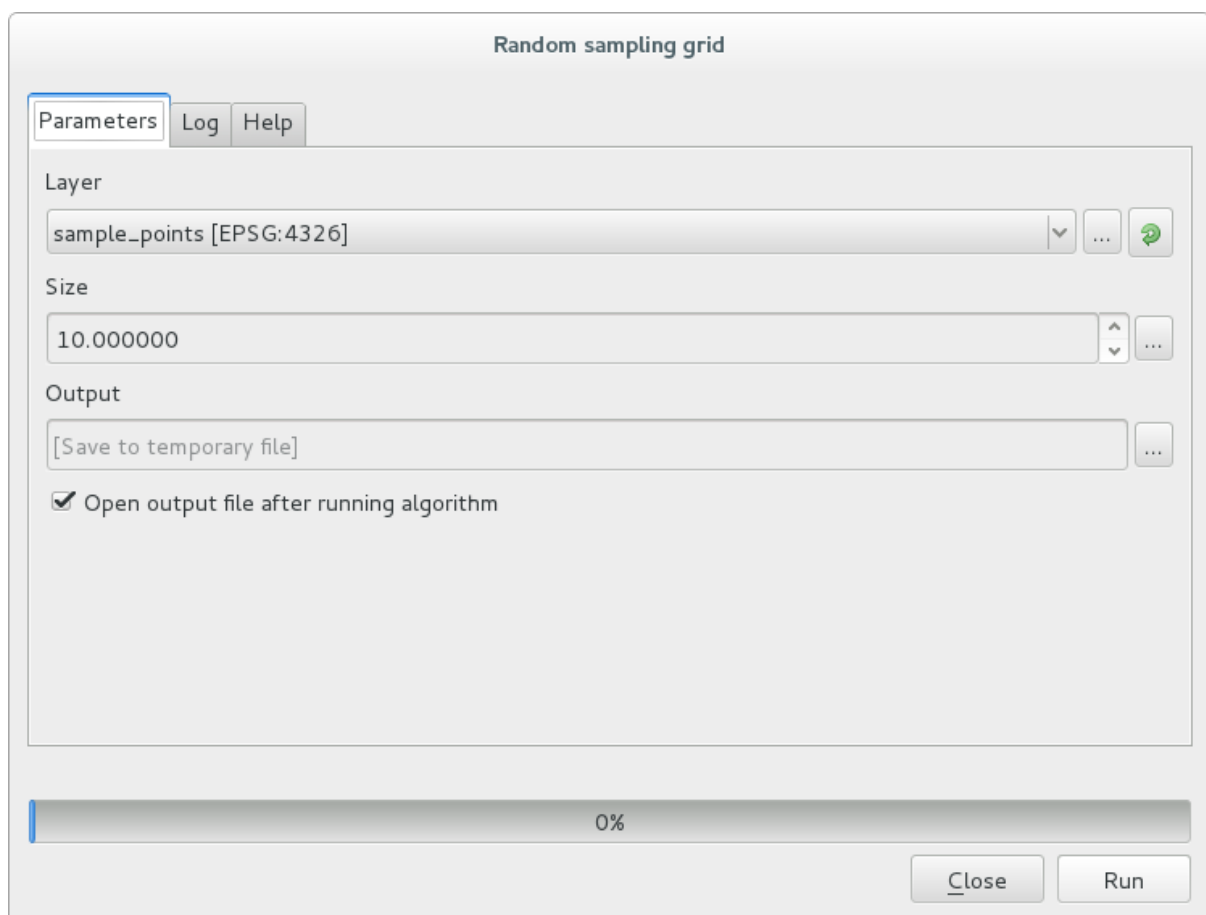 Random sampling grid
Parameters Log Help
Layer
sample_points [EPSG:4326]
...
Size
10.000000
...
Output
[Save to temporary file]
...
Open output file after running algorithm
0%
Close Run